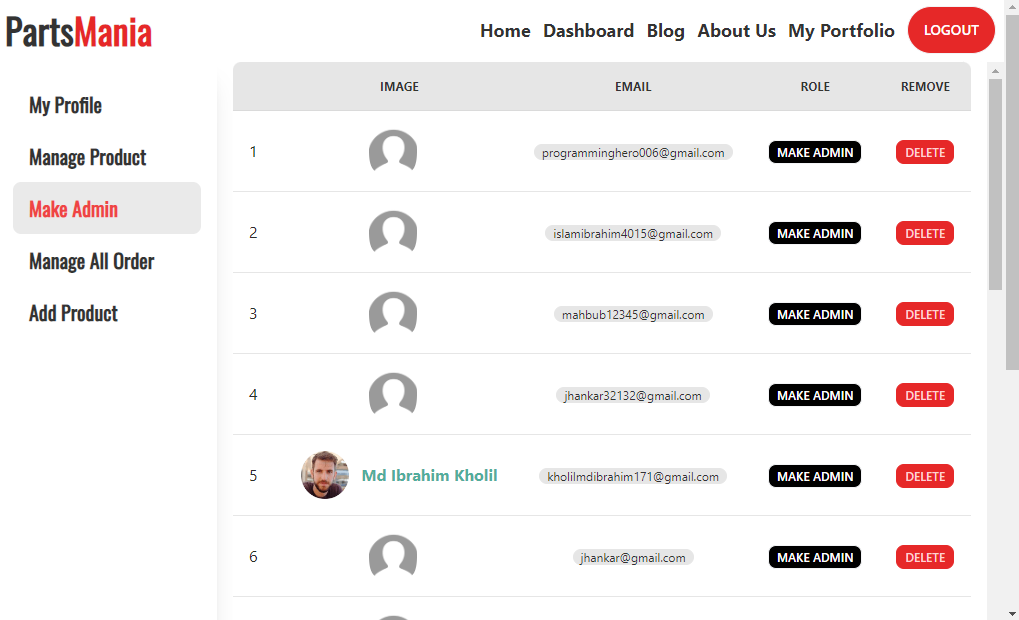 PartsMania
Home Dashboard Blog About Us My Portfolio LOGOUT
My Profile
Manage Product
Make Admin
Manage All Order
Add Product
IMAGE EMAIL ROLE REMOVE
1 programminghero006@gmail.com MAKE ADMIN DELETE
2 islamibrahim4015@gmail.com MAKE ADMIN DELETE
3 mahbub12345@gmail.com MAKE ADMIN DELETE
4 jhankar32132@gmail.com MAKE ADMIN DELETE
5 Md Ibrahim Kholil kholilmdibrahim171@gmail.com MAKE ADMIN DELETE
6 jhankar@gmail.com MAKE ADMIN DELETE